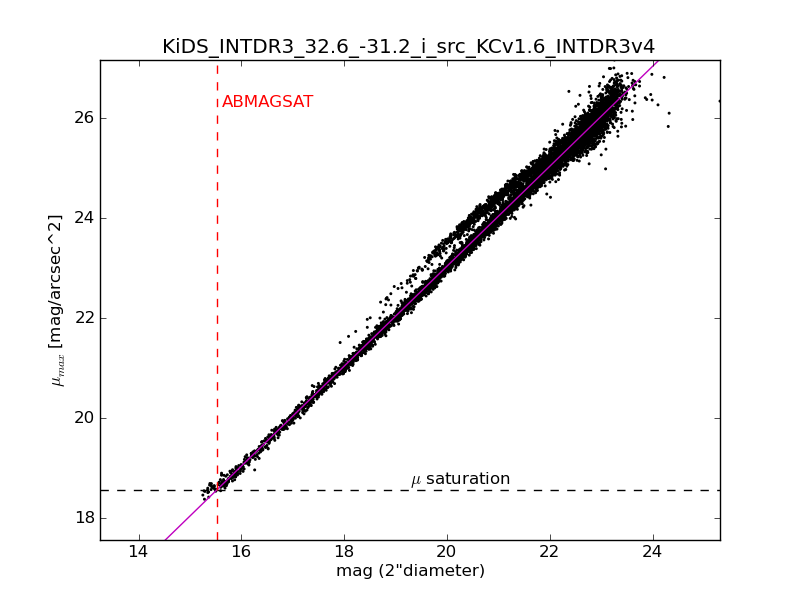 KiDS_INTDR3_32.6_-31.2_i_src_KCv1.6_INTDR3v4
ABMAGSAT
μ saturation
μ_max [mag/arcsec^2]
26
24
22
20
18
14 16 18 20 22 24
mag (2"diameter)